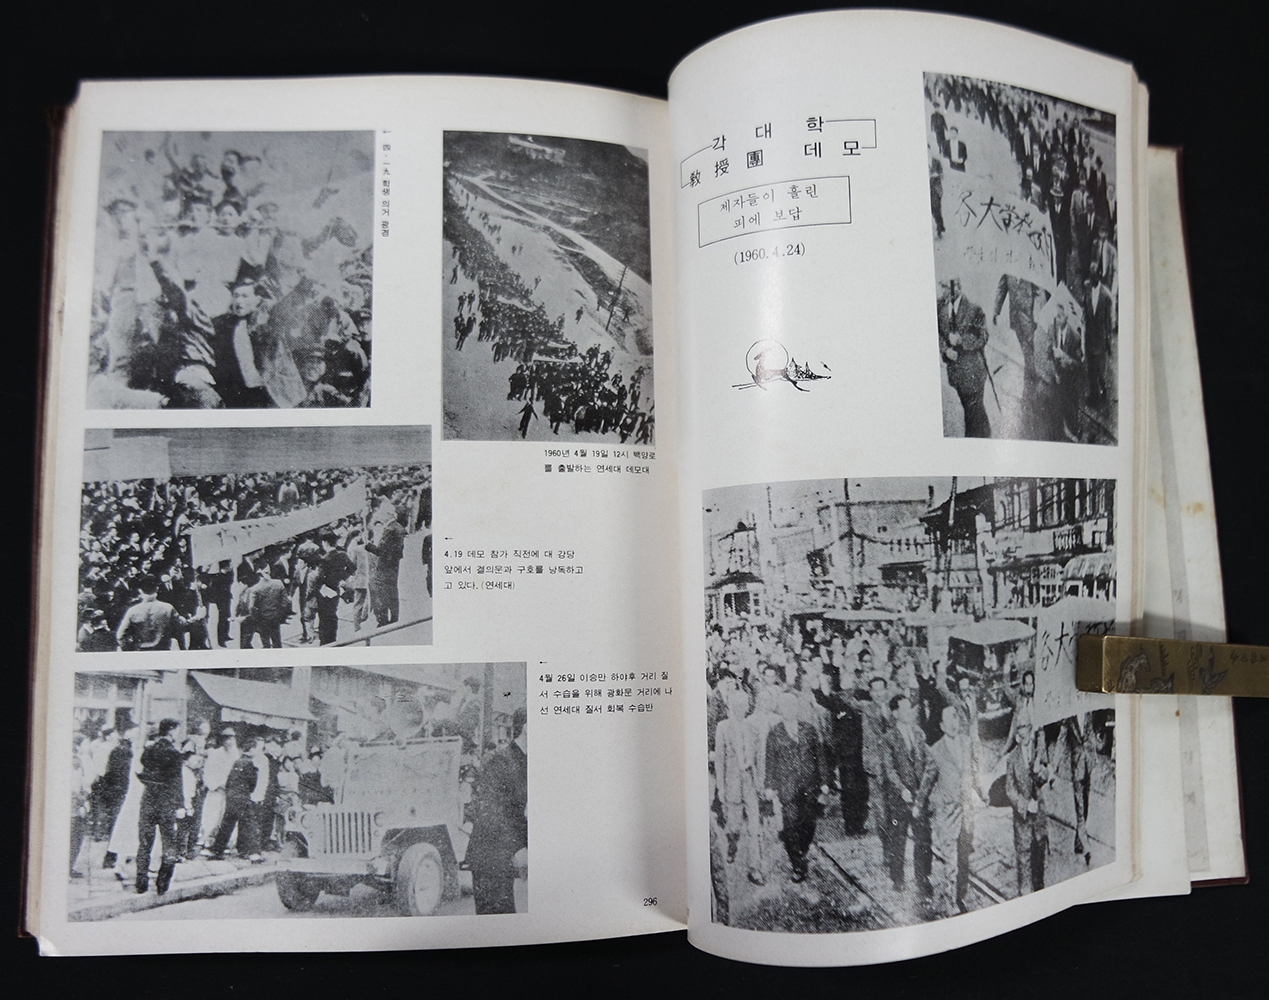 四·一九 학생 의거 광경
1960년 4월 19일 12시 백양로
를 출발하는 연세대 데모대
4.19 데모 참가 직전에 대 강당
앞에서 결의문과 구호를 낭독하고
고 있다. (연세대)
4월 26일 이승만 하야후 거리 질
서 수습을 위해 광화문 거리에 나
선 연세대 질서 회복 수습반
296
각 대 학
敎授團 데모
제자들이 흘린
피에 보답
(1960.4.24)
各大
各大